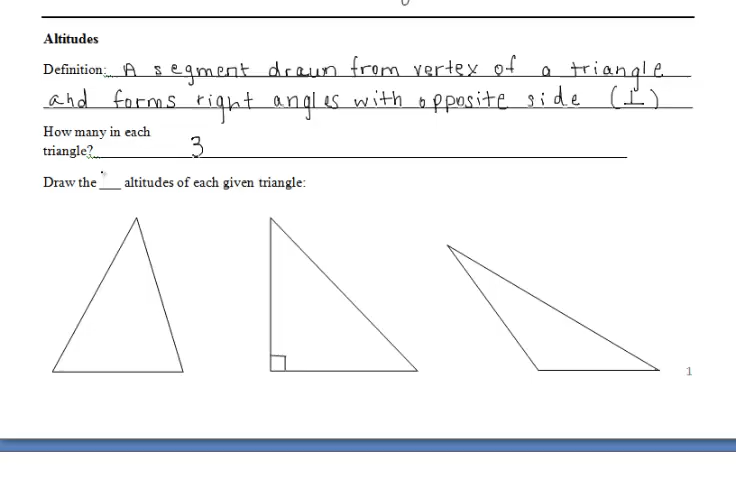 Altitudes
Definition: A segment drawn from vertex of a triangle
and forms right angles with opposite side (⊥)
How many in each
triangle? 3
Draw the ___ altitudes of each given triangle:
1